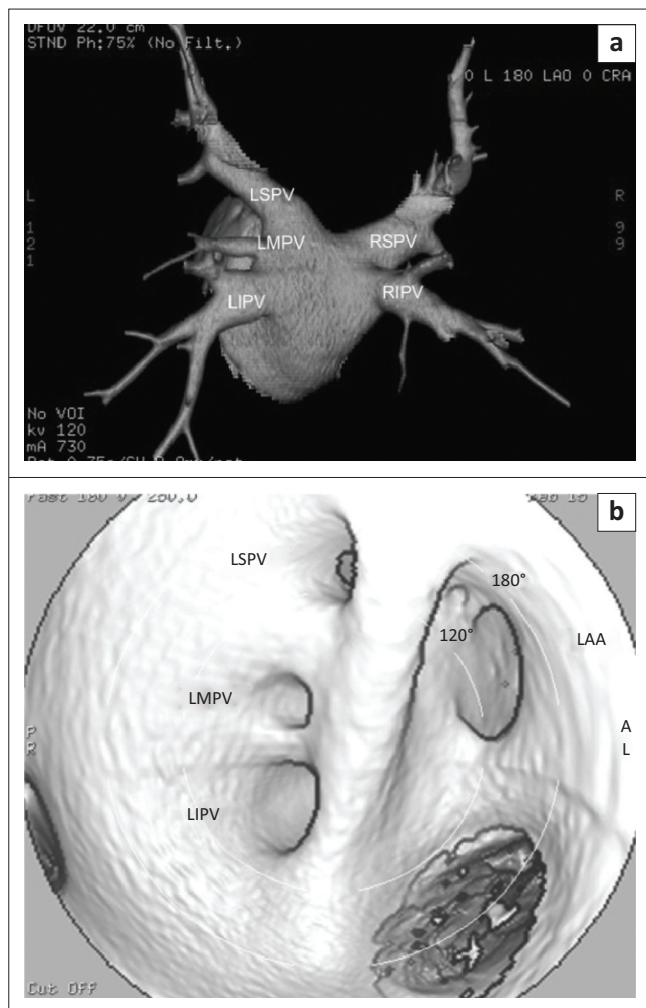 a
DFOV 22.0 cm
STND Ph:75% (No Filt.)
0 L 180 LAO 0 CRA
LSPV
L
R
1
2
1
9
9
LMPV
RSPV
LIPV
RIPV
No VOI
kv 120
mA 730
b
LSPV
180°
120°
LAA
LMPV
A
L
P
R
LIPV
Cut OFF